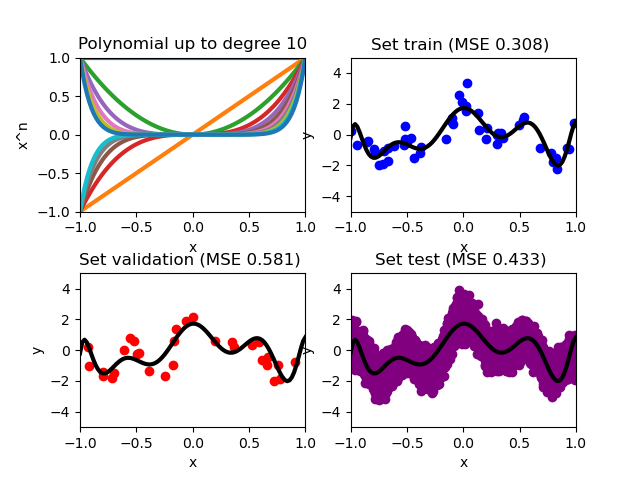 Polynomial up to degree 10
x^n
1.0
0.5
0.0
−0.5
−1.0
−1.0 −0.5 0.0 0.5 1.0
x
Set train (MSE 0.308)
y
4
2
0
−2
−4
−1.0 −0.5 0.0 0.5 1.0
x
Set validation (MSE 0.581)
y
4
2
0
−2
−4
−1.0 −0.5 0.0 0.5 1.0
x
Set test (MSE 0.433)
y
4
2
0
−2
−4
−1.0 −0.5 0.0 0.5 1.0
x